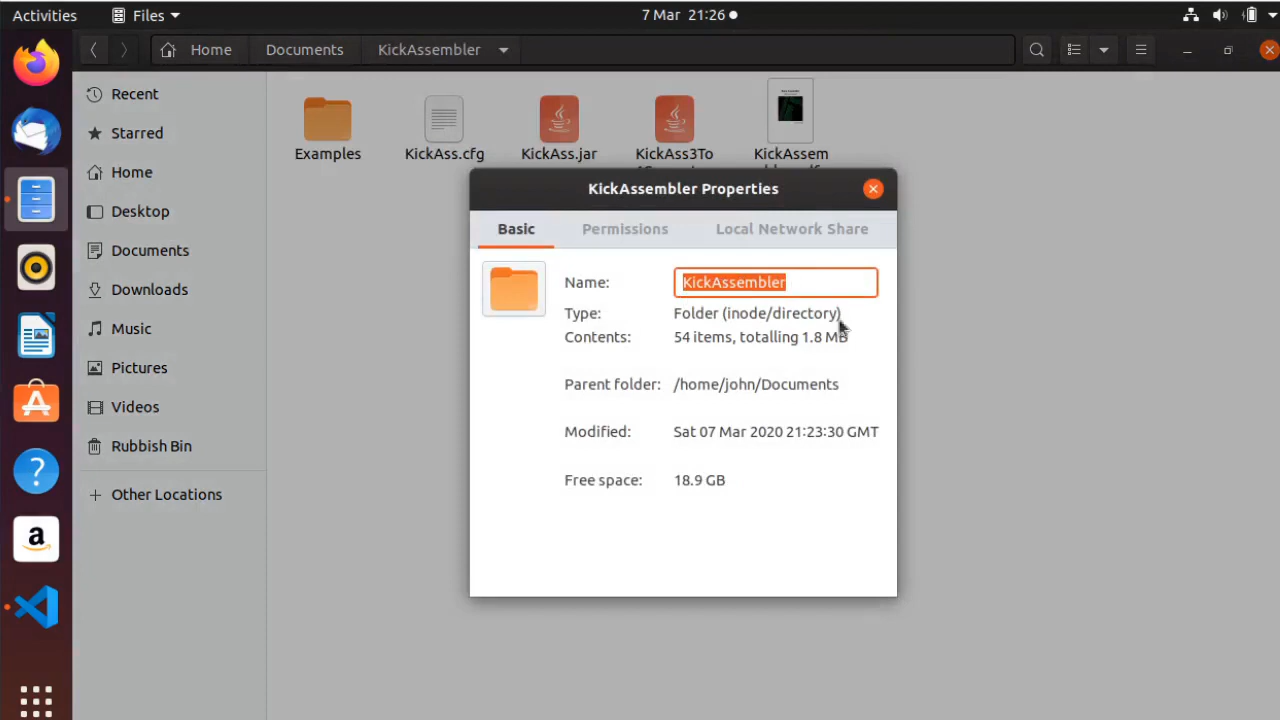 Activities Files 7 Mar 21:26
Home Documents KickAssembler
Recent
Starred
Home
Desktop
Documents
Downloads
Music
Pictures
Videos
Rubbish Bin
Other Locations
Examples KickAss.cfg KickAss.jar KickAss3To KickAssem
KickAssembler Properties
Basic Permissions Local Network Share
Name: KickAssembler
Type: Folder (inode/directory)
Contents: 54 items, totalling 1.8 MB
Parent folder: /home/john/Documents
Modified: Sat 07 Mar 2020 21:23:30 GMT
Free space: 18.9 GB